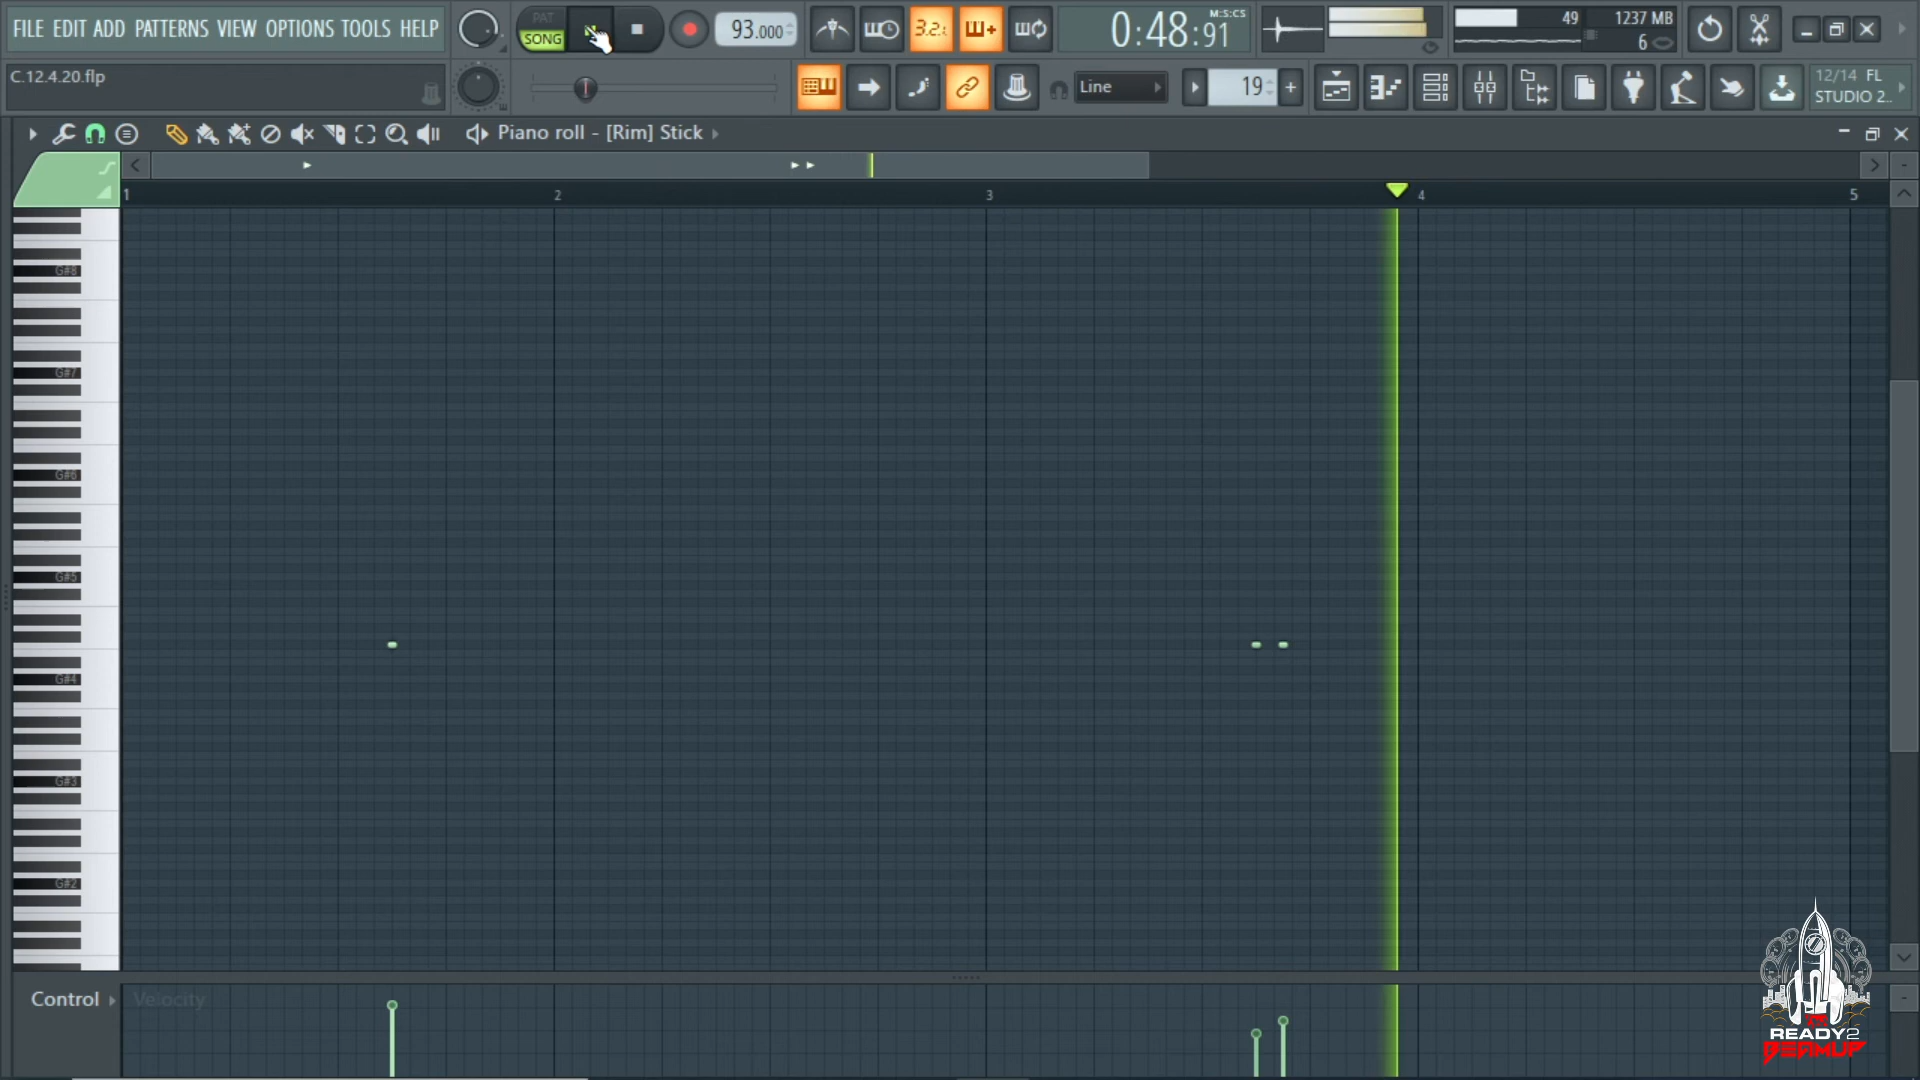 FILE EDIT ADD PATTERNS VIEW OPTIONS TOOLS HELP
PAT
SONG
93.000
3.2.
0:48:91
M:S:CS
49
1237 MB
6
C.12.4.20.flp
Line
19
12/14 FL
STUDIO 2..
Piano roll - [Rim] Stick
1 2 3 4 5
G#8
G#7
G#6
G#5
G#4
G#3
G#2
Control
Velocity
READY2
BEAMUP